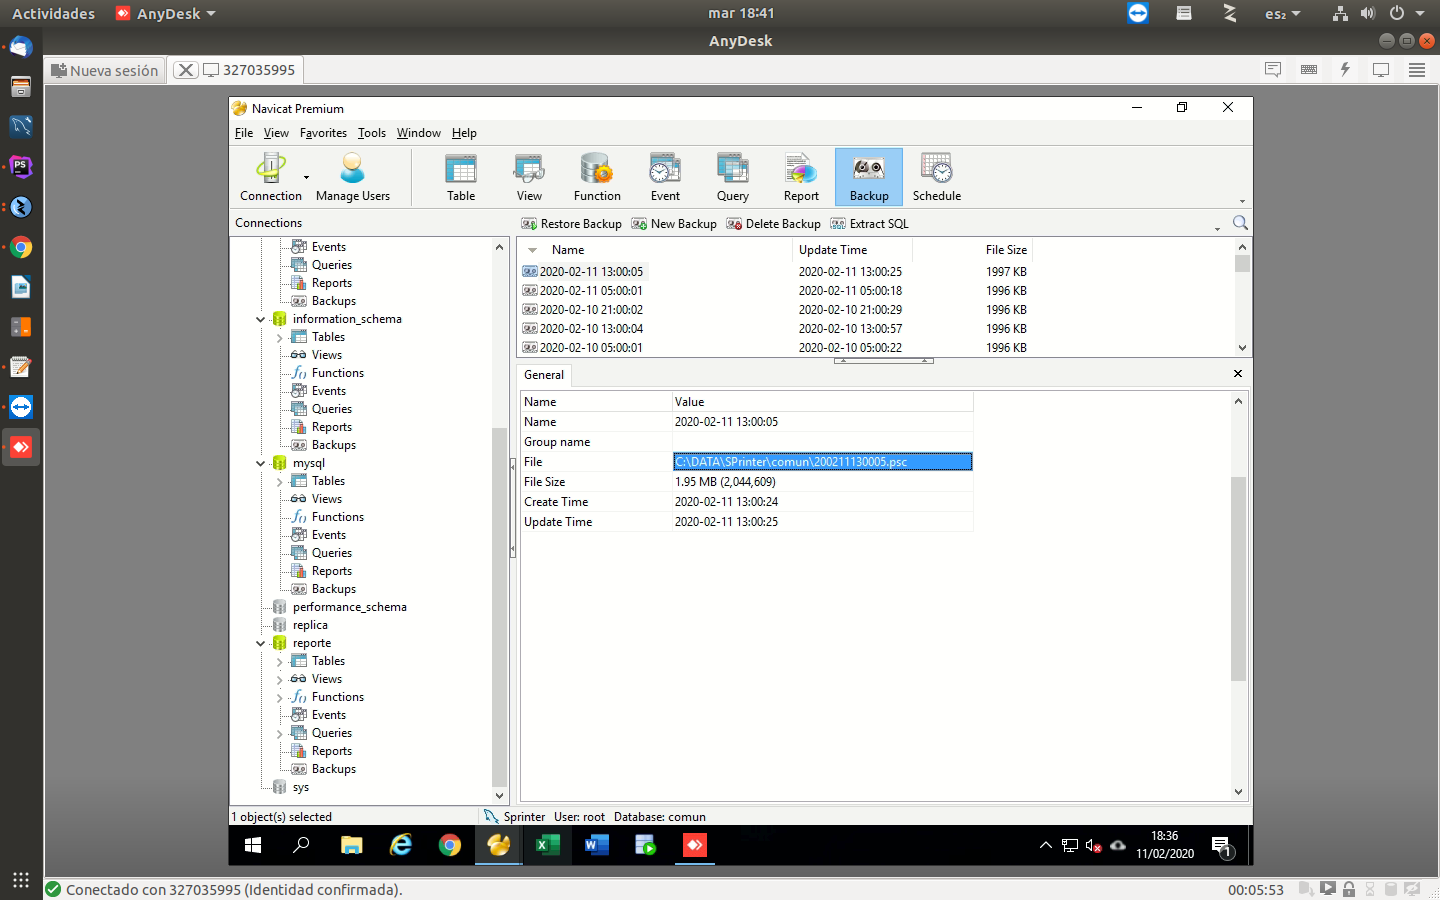 Actividades AnyDesk mar 18:41 es₂
AnyDesk
Nueva sesión 327035995
Navicat Premium
File View Favorites Tools Window Help
Connection Manage Users Table View Function Event Query Report Backup Schedule
Connections
Restore Backup New Backup Delete Backup Extract SQL
Events
Queries
Reports
Backups
information_schema
Tables
Views
Functions
Events
Queries
Reports
Backups
mysql
Tables
Views
Functions
Events
Queries
Reports
Backups
performance_schema
replica
reporte
Tables
Views
Functions
Events
Queries
Reports
Backups
sys
Name Update Time File Size
2020-02-11 13:00:05 2020-02-11 13:00:25 1997 KB
2020-02-11 05:00:01 2020-02-11 05:00:18 1996 KB
2020-02-10 21:00:02 2020-02-10 21:00:29 1996 KB
2020-02-10 13:00:04 2020-02-10 13:00:57 1996 KB
2020-02-10 05:00:01 2020-02-10 05:00:22 1996 KB
General
Name Value
Name 2020-02-11 13:00:05
Group name
File C:\DATA\SPrinter\comun\200211130005.psc
File Size 1.95 MB (2,044,609)
Create Time 2020-02-11 13:00:24
Update Time 2020-02-11 13:00:25
1 object(s) selected Sprinter User: root Database: comun
18:36
11/02/2020
1
Conectado con 327035995 (Identidad confirmada). 00:05:53